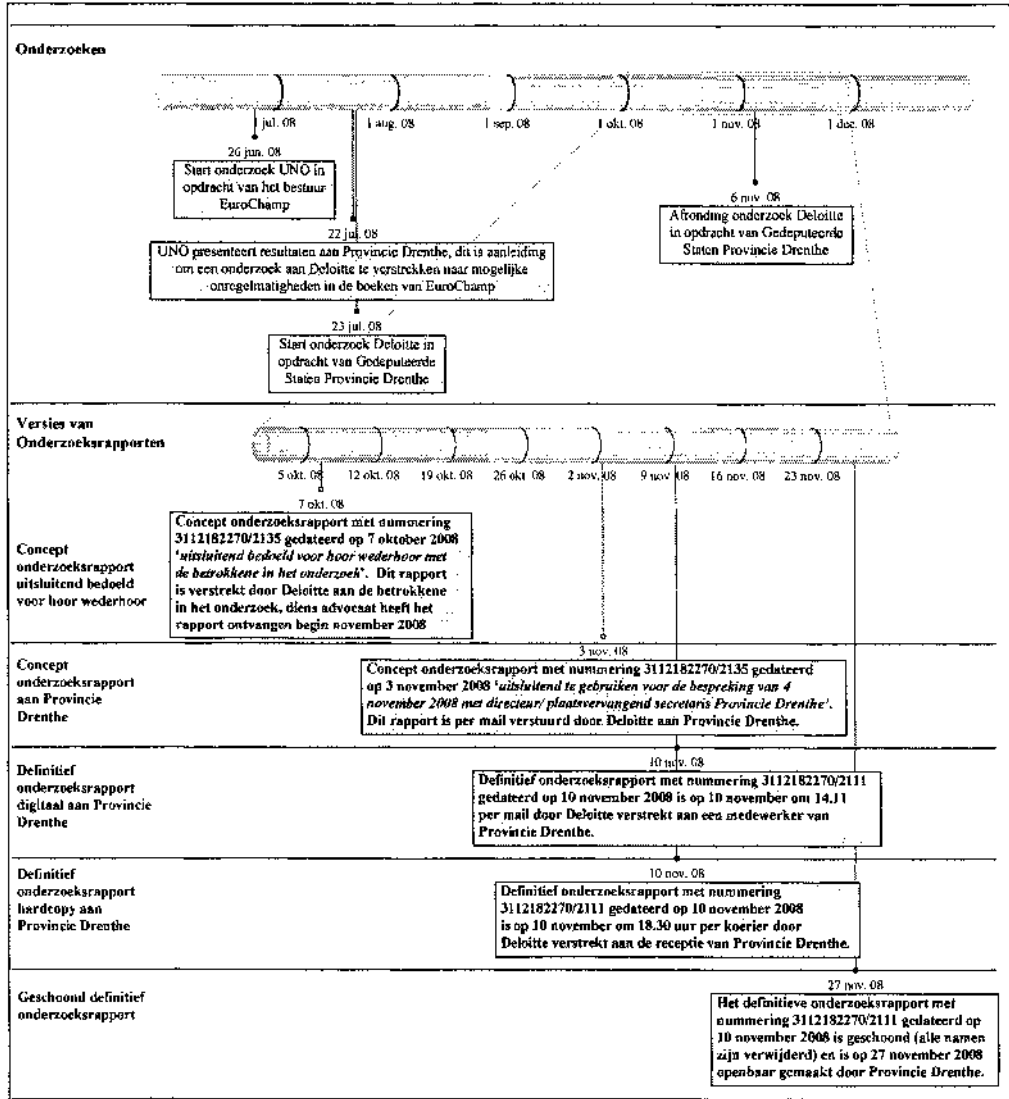 Onderzoeken
1 jul. 08
1 aug. 08
1 sep. 08
1 okt. 08
1 nov. 08
1 dec. 08
26 jun. 08
Start onderzoek UNO in
opdracht van het bestuur
EuroChamp
6 nov. 08
Afronding onderzoek Deloitte
in opdracht van Gedeputeerde
Staten Provincie Drenthe
22 jul. 08
UNO presenteert resultaten aan Provincie Drenthe, dit is aanleiding
om een onderzoek aan Deloitte te verstrekken naar mogelijke
onregelmatigheden in de boeken van EuroChamp
23 jul. 08
Start onderzoek Deloitte in
opdracht van Gedeputeerde
Staten Provincie Drenthe
Versies van
Onderzoeksrapporten
5 okt. 08
12 okt. 08
19 okt. 08
26 okt. 08
2 nov. 08
9 nov. 08
16 nov. 08
23 nov. 08
7 okt. 08
Concept onderzoeksrapport met nummering
3112182270/2135 gedateerd op 7 oktober 2008
'uitsluitend bedoeld voor hoor wederhoor met
de betrokkene in het onderzoek'. Dit rapport
is verstrekt door Deloitte aan de betrokkene
in het onderzoek, diens advocaat heeft het
rapport ontvangen begin november 2008
Concept
onderzoeksrapport
uitsluitend bedoeld
voor hoor wederhoor
3 nov. 08
Concept onderzoeksrapport met nummering 3112182270/2135 gedateerd
op 3 november 2008 'uitsluitend te gebruiken voor de bespreking van 4
november 2008 met directeur/ plaatsvervangend secretaris Provincie Drenthe'.
Dit rapport is per mail verstuurd door Deloitte aan Provincie Drenthe.
Concept
onderzoeksrapport
aan Provincie
Drenthe
10 nov. 08
Definitief onderzoeksrapport met nummering 3112182270/2111
gedateerd op 10 november 2008 is op 10 november om 14.11
per mail door Deloitte verstrekt aan een medewerker van
Provincie Drenthe.
Definitief
onderzoeksrapport
digitaal aan Provincie
Drenthe
10 nov. 08
Definitief onderzoeksrapport met nummering
3112182270/2111 gedateerd op 10 november 2008
is op 10 november om 18.30 uur per koerier door
Deloitte verstrekt aan de receptie van Provincie Drenthe.
Definitief
onderzoeksrapport
hardcopy aan
Provincie Drenthe
27 nov. 08
Het definitieve onderzoeksrapport met
nummering 3112182270/2111 gedateerd op
10 november 2008 is geschoond (alle namen
zijn verwijderd) en is op 27 november 2008
openbaar gemaakt door Provincie Drenthe.
Geschoond definitief
onderzoeksrapport